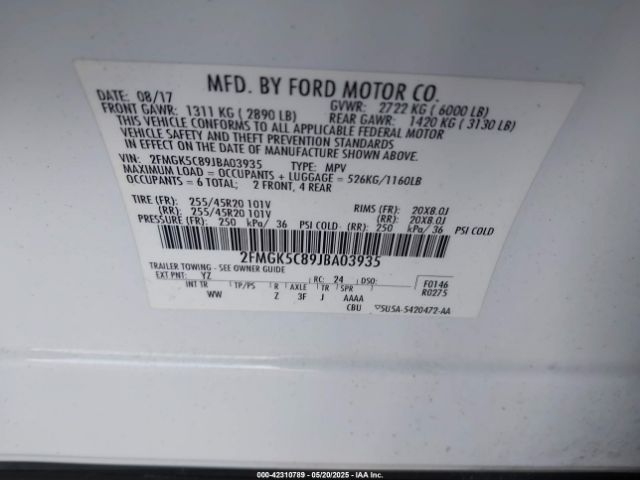 MFD. BY FORD MOTOR CO.
DATE: 08/17 GVWR: 2722 KG ( 6000 LB)
FRONT GAWR: 1311 KG ( 2890 LB) REAR GAWR: 1420 KG ( 3130 LB)
THIS VEHICLE CONFORMS TO ALL APPLICABLE FEDERAL MOTOR
VEHICLE SAFETY AND THEFT PREVENTION STANDARDS
IN EFFECT ON THE DATE OF MANUFACTURE SHOWN ABOVE.
VIN: 2FMGK5C89JBA03935 TYPE: MPV
MAXIMUM LOAD = OCCUPANTS + LUGGAGE = 526KG/1160LB
OCCUPANTS = 6 TOTAL: 2 FRONT, 4 REAR
TIRE (FR): 255/45R20 101V RIMS (FR): 20X8.0J
(RR): 255/45R20 101V (RR): 20X8.0J
PRESSURE (FR): 250 kPa/ 36 PSI COLD (RR): 250 kPa/ 36 PSI COLD
2FMGK5C89JBA03935
TRAILER TOWING - SEE OWNER GUIDE
EXT PNT: YZ RC: 24 DSO: F0146
INT TR TP/PS R AXLE TR SPR R0275
WW Z 3F J AAAA
CBU 5U5A-5420472-AA
000-42310789 - 05/20/2025 - IAA Inc.